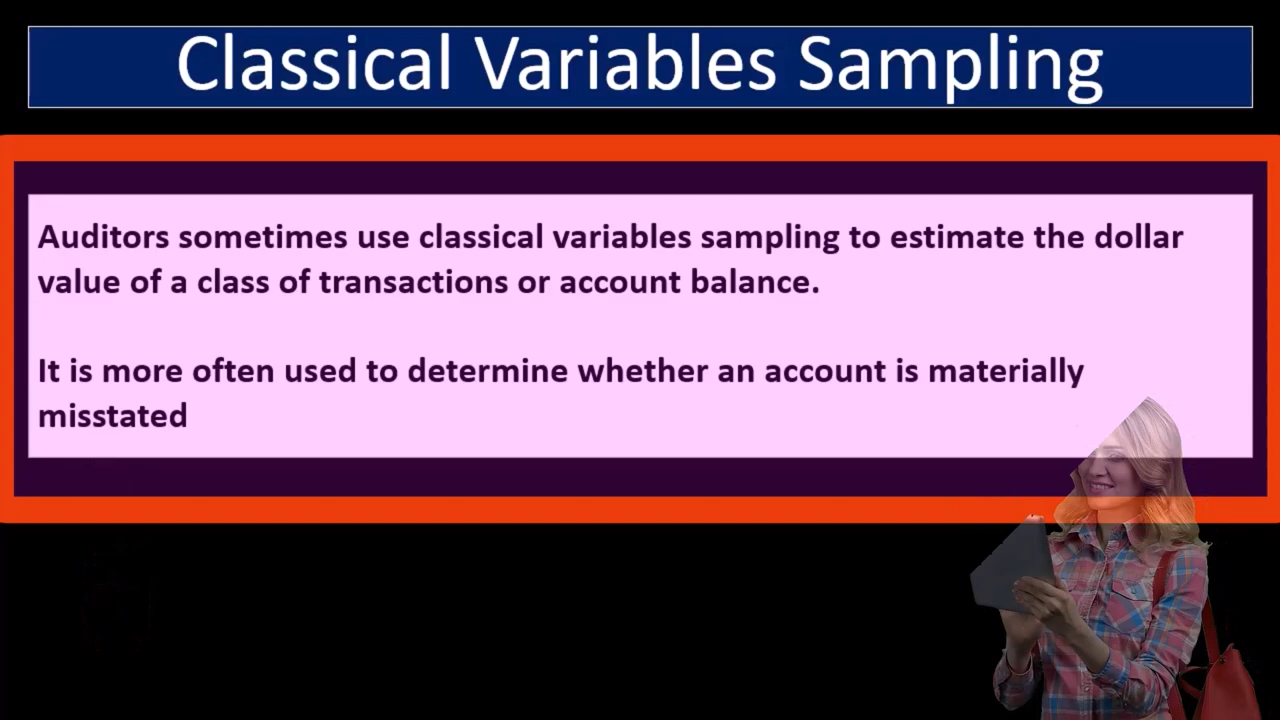 Classical Variables Sampling
Auditors sometimes use classical variables sampling to estimate the dollar
value of a class of transactions or account balance.
It is more often used to determine whether an account is materially
misstated